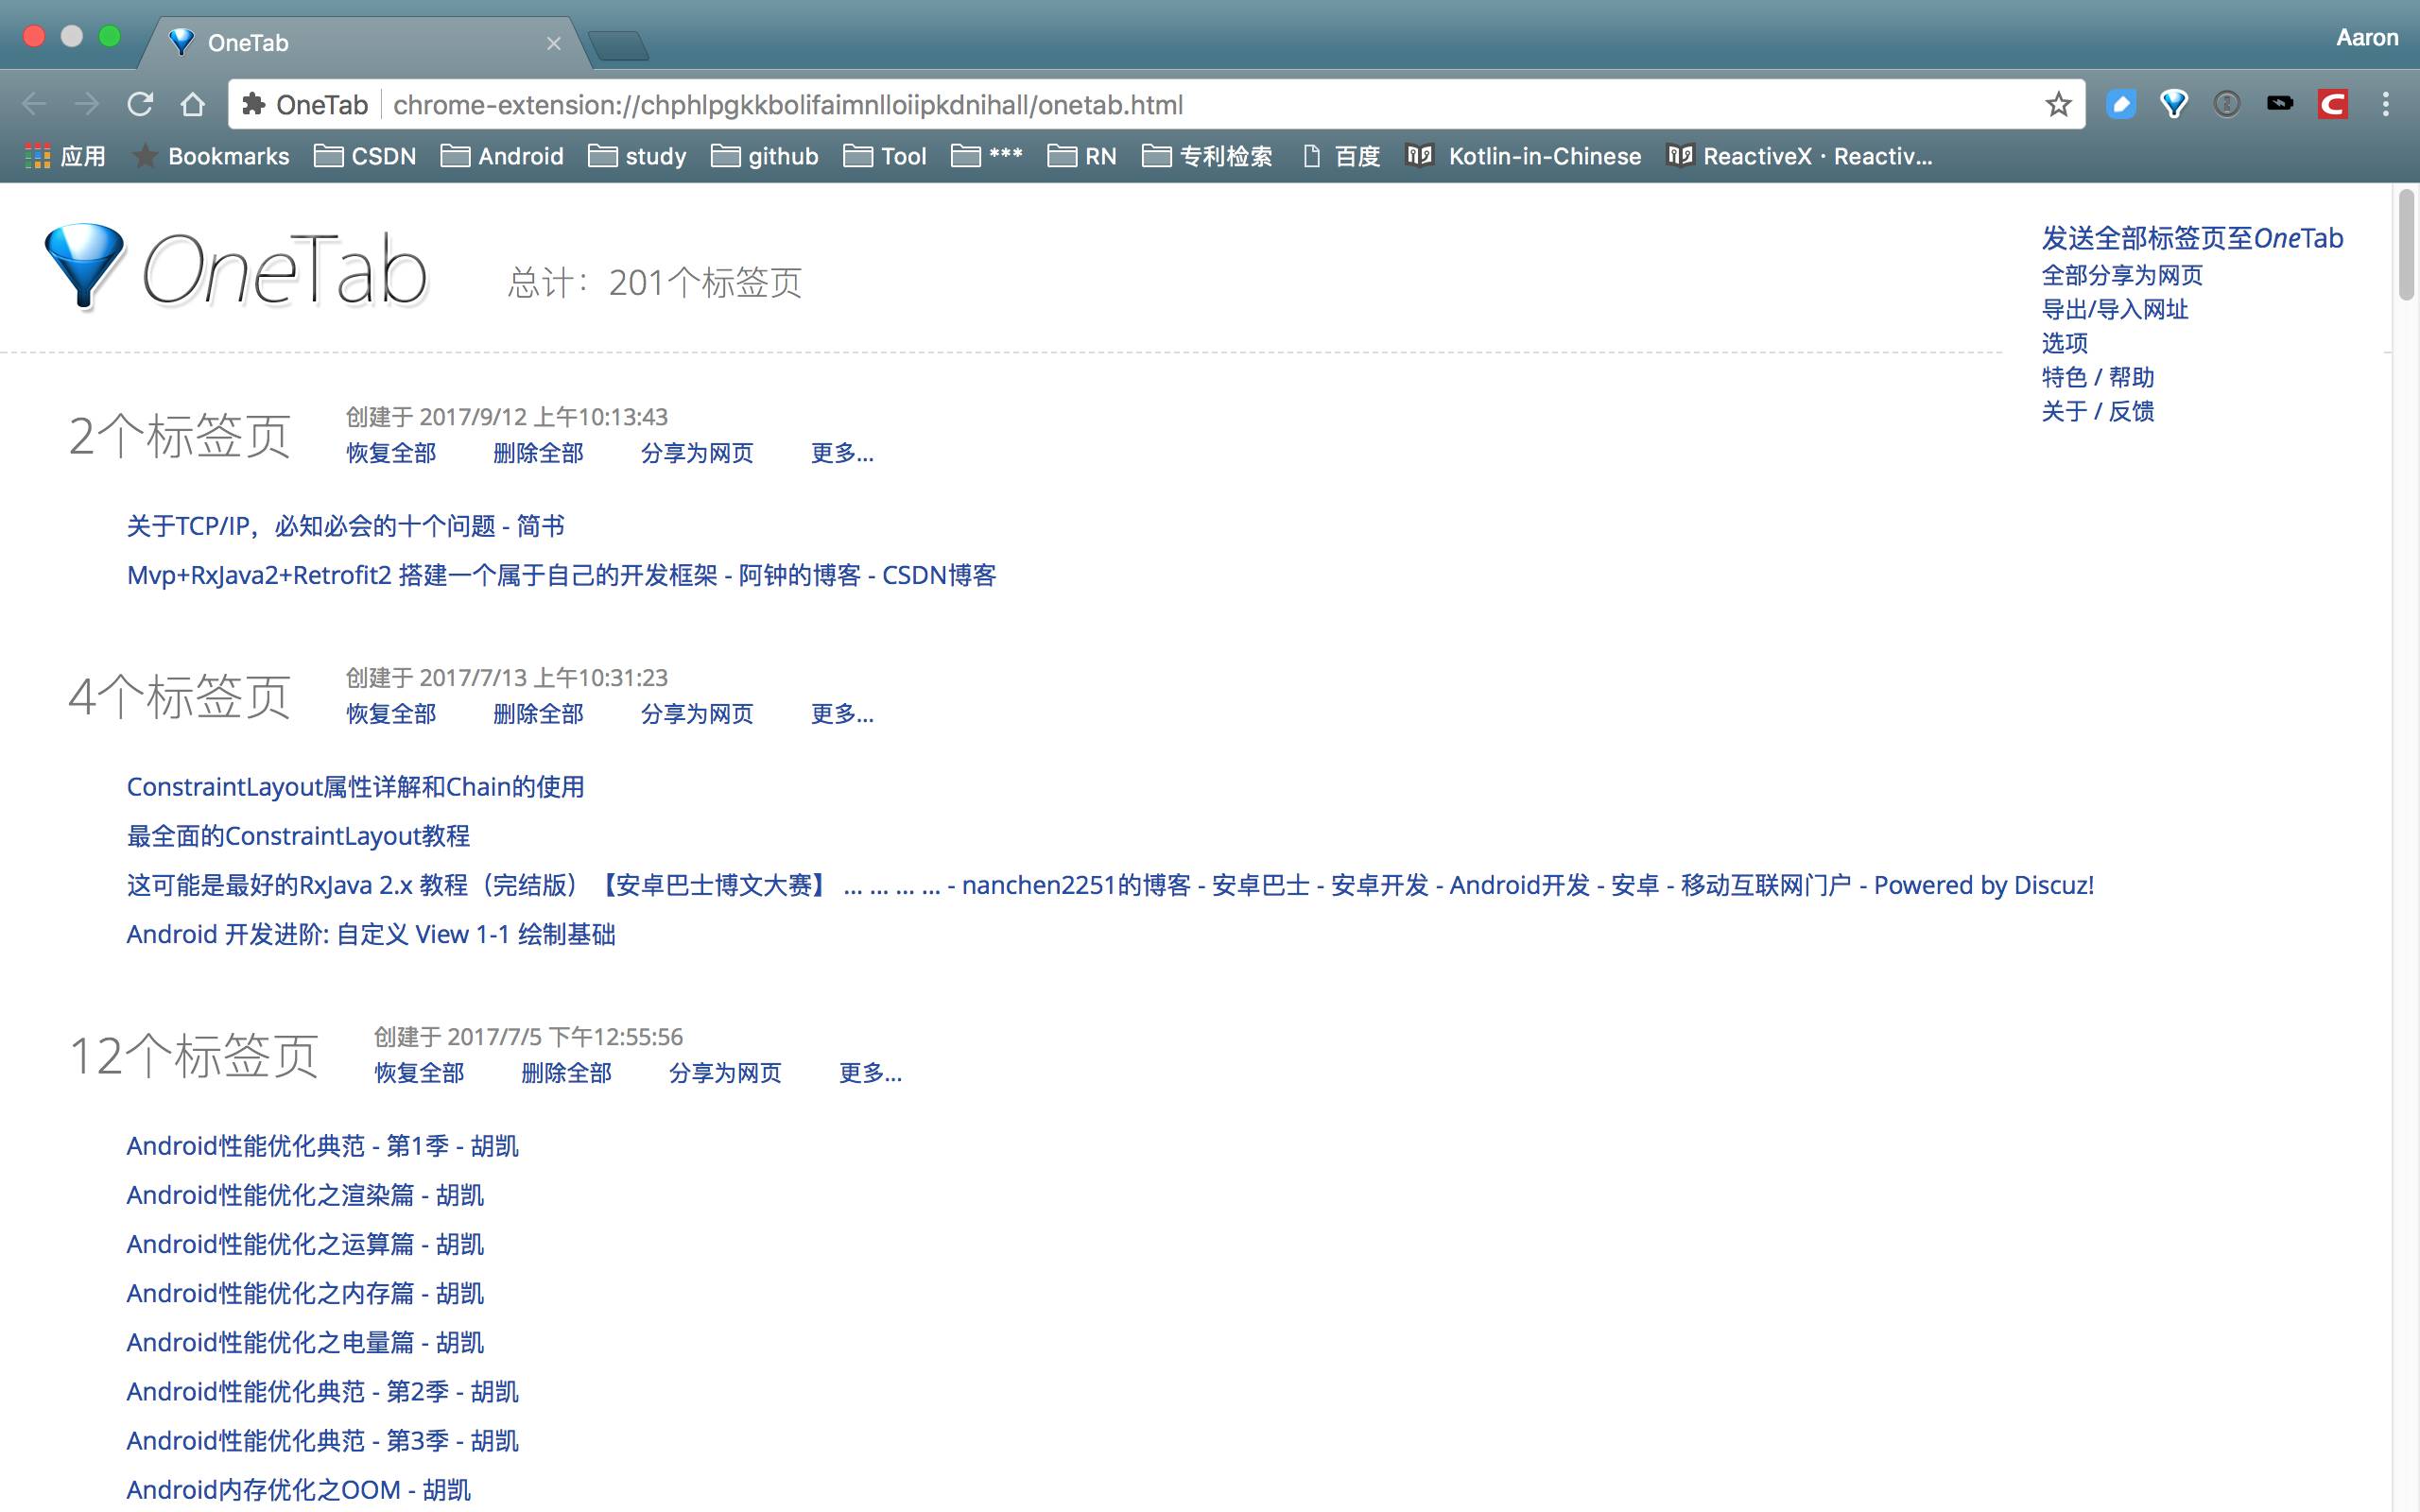 OneTab
Aaron
OneTab chrome-extension://chphlpgkkbolifaimnlloiipkdnihall/onetab.html
应用 Bookmarks CSDN Android study github Tool *** RN 专利检索 百度 Kotlin-in-Chinese ReactiveX · Reactiv...
OneTab
总计：201个标签页
发送全部标签页至OneTab
全部分享为网页
导出/导入网址
选项
特色 / 帮助
关于 / 反馈
2个标签页
创建于 2017/9/12 上午10:13:43
恢复全部 删除全部 分享为网页 更多...
关于TCP/IP，必知必会的十个问题 - 简书
Mvp+RxJava2+Retrofit2 搭建一个属于自己的开发框架 - 阿钟的博客 - CSDN博客
4个标签页
创建于 2017/7/13 上午10:31:23
恢复全部 删除全部 分享为网页 更多...
ConstraintLayout属性详解和Chain的使用
最全面的ConstraintLayout教程
这可能是最好的RxJava 2.x 教程（完结版）【安卓巴士博文大赛】 ... ... ... ... - nanchen2251的博客 - 安卓巴士 - 安卓开发 - Android开发 - 安卓 - 移动互联网门户 - Powered by Discuz!
Android 开发进阶: 自定义 View 1-1 绘制基础
12个标签页
创建于 2017/7/5 下午12:55:56
恢复全部 删除全部 分享为网页 更多...
Android性能优化典范 - 第1季 - 胡凯
Android性能优化之渲染篇 - 胡凯
Android性能优化之运算篇 - 胡凯
Android性能优化之内存篇 - 胡凯
Android性能优化之电量篇 - 胡凯
Android性能优化典范 - 第2季 - 胡凯
Android性能优化典范 - 第3季 - 胡凯
Android内存优化之OOM - 胡凯